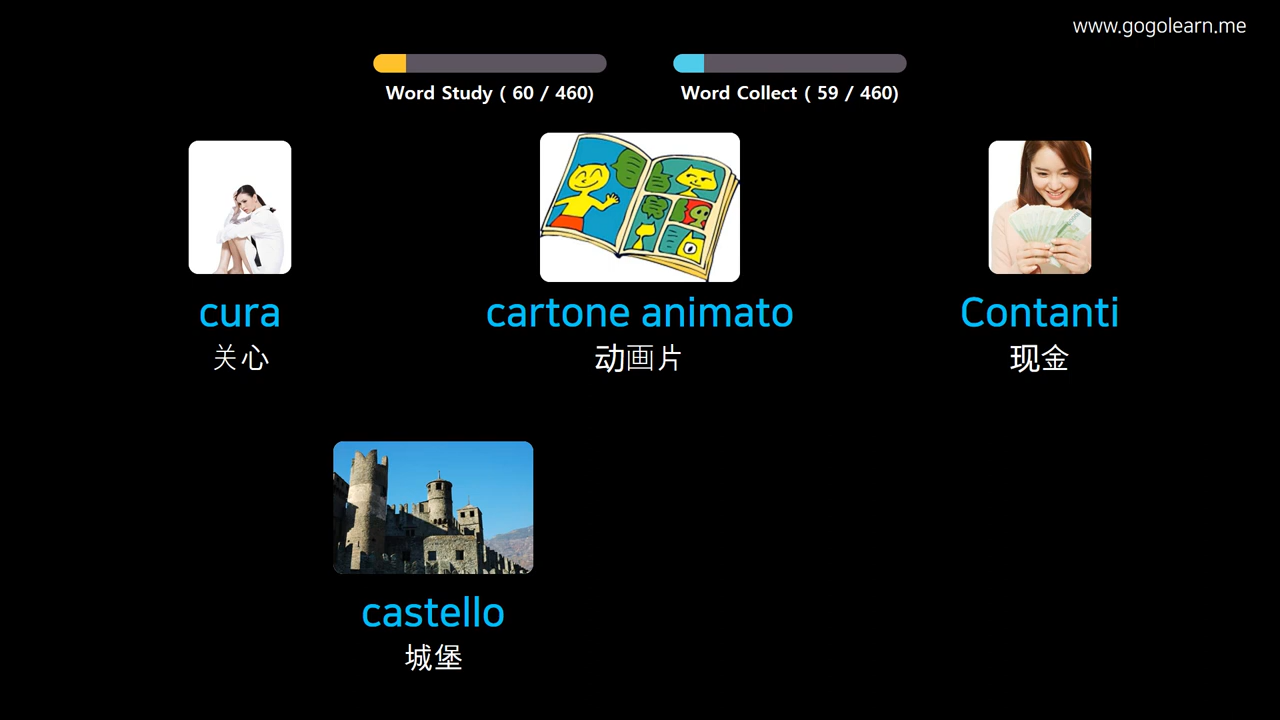 www.gogolearn.me
Word Study ( 60 / 460)
Word Collect ( 59 / 460)
cura
关心
cartone animato
动画片
Contanti
现金
castello
城堡